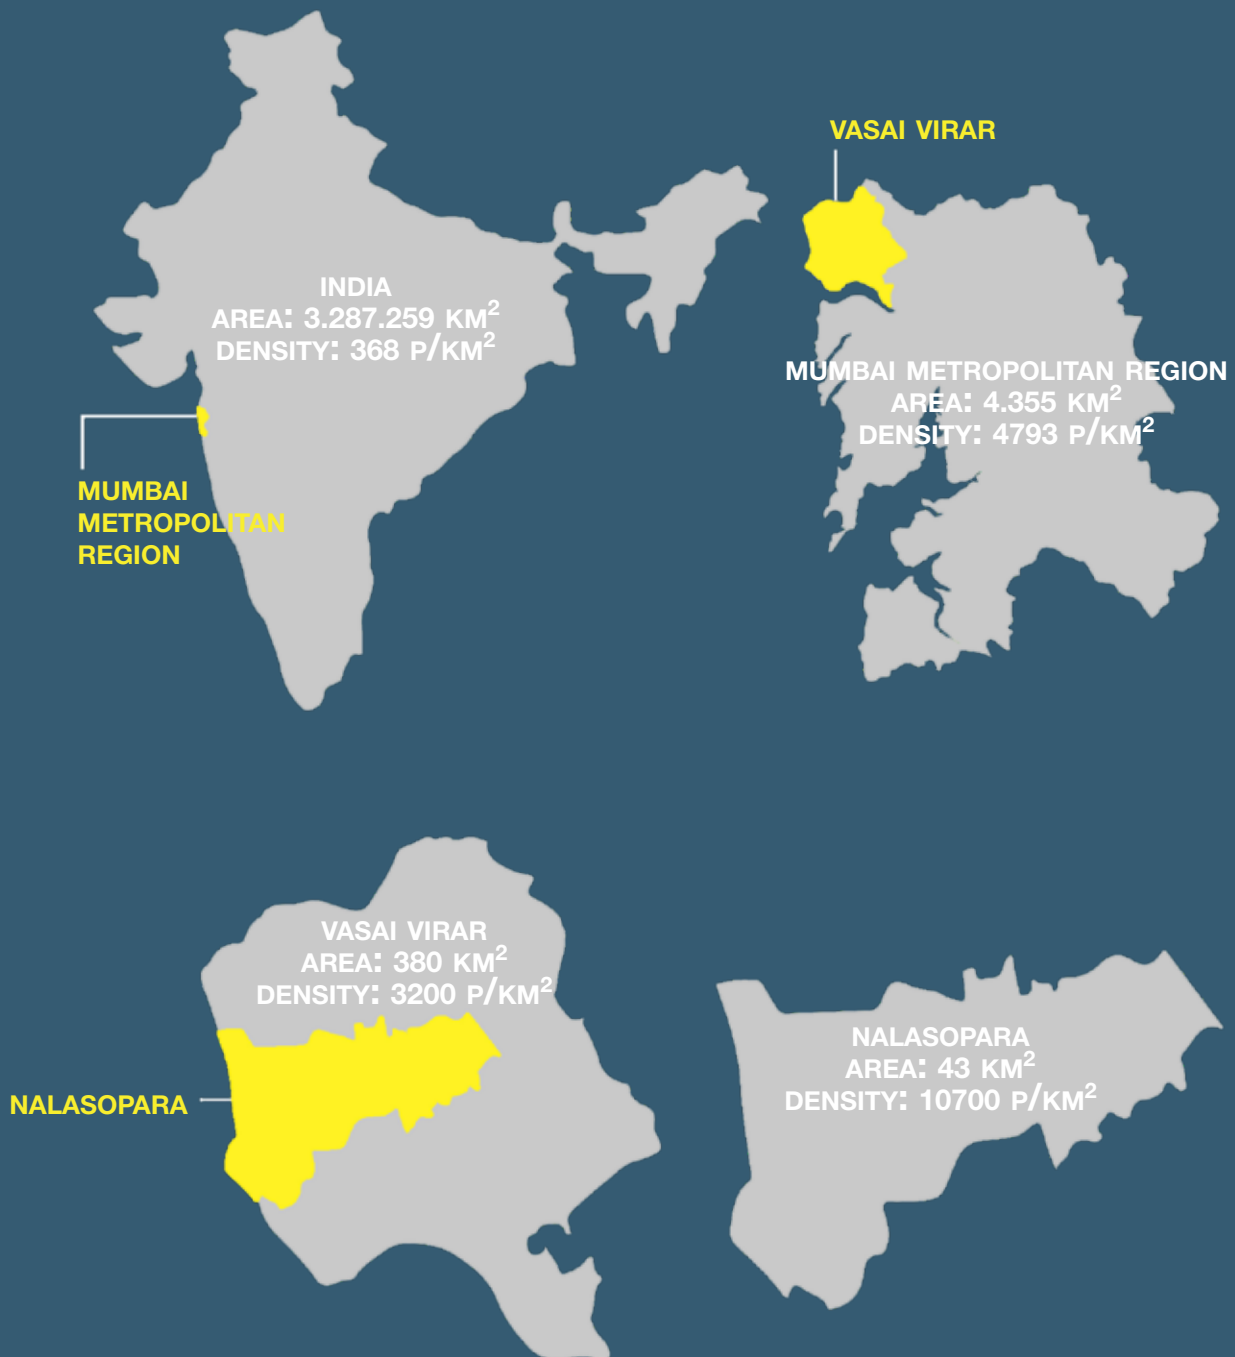 VASAI VIRAR
INDIA
AREA: 3.287.259 KM²
DENSITY: 368 P/KM²
MUMBAI METROPOLITAN REGION
AREA: 4.355 KM²
DENSITY: 4793 P/KM²
MUMBAI
METROPOLITAN
REGION
VASAI VIRAR
AREA: 380 KM²
DENSITY: 3200 P/KM²
NALASOPARA
NALASOPARA
AREA: 43 KM²
DENSITY: 10700 P/KM²